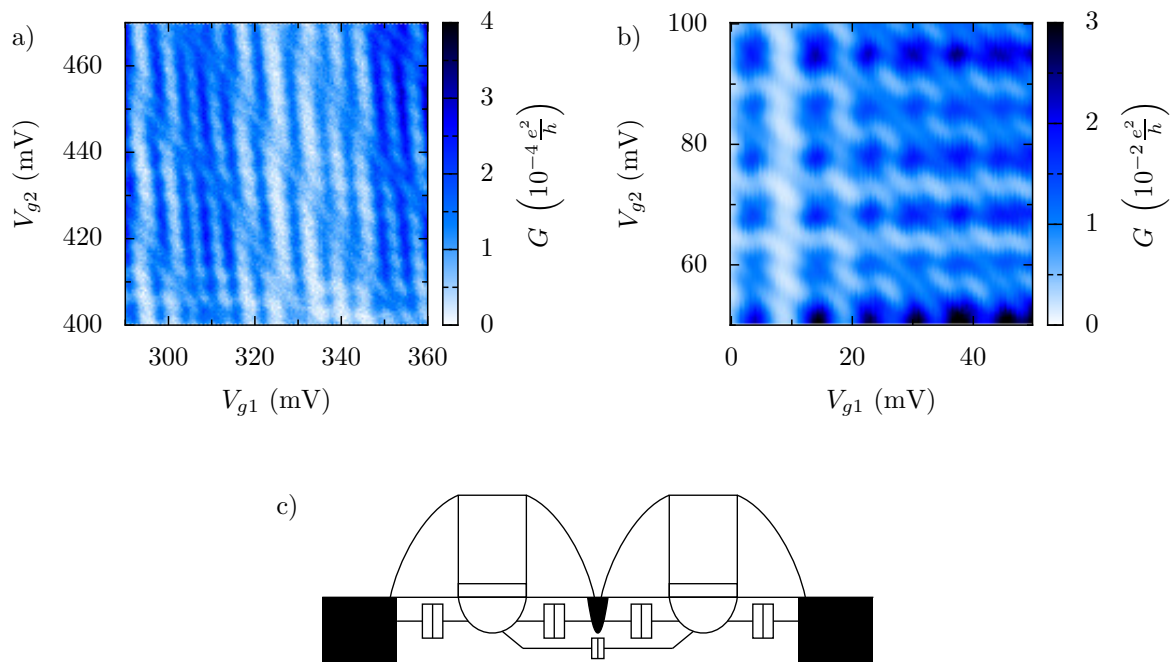 a)
460
440
420
400
V_{g2} (mV)
300
320
340
360
V_{g1} (mV)
4
3
2
1
0
G (10^{-4} \frac{e^2}{h})
b)
100
80
60
V_{g2} (mV)
0
20
40
V_{g1} (mV)
3
2
1
0
G (10^{-2} \frac{e^2}{h})
c)